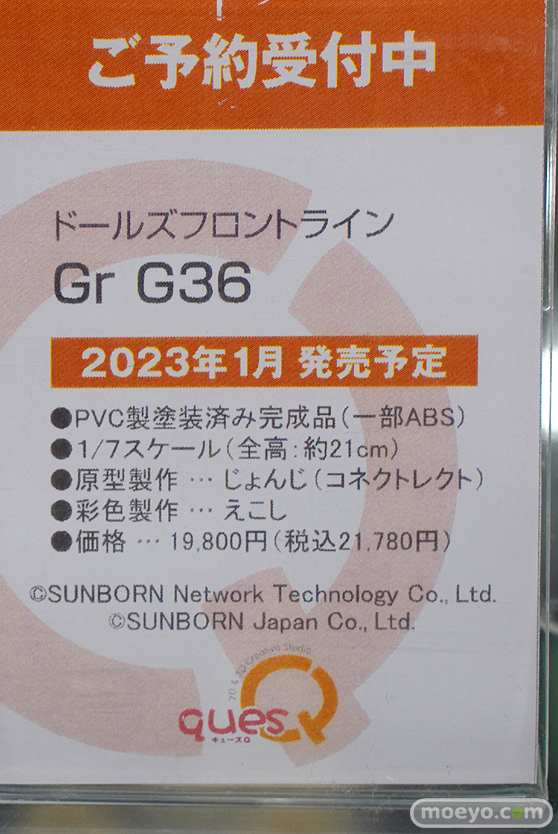 ご予約受付中
ドールズフロントライン
Gr G36
2023年1月 発売予定
●PVC製塗装済み完成品(一部ABS)
●1/7スケール(全高:約21cm)
●原型製作 … じょんじ(コネクトレクト)
●彩色製作 … えこし
●価格 … 19,800円(税込21,780円)
©SUNBORN Network Technology Co., Ltd.
©SUNBORN Japan Co., Ltd.
2D & 3D Creative Studio
quesQ
キューズQ
moeyo.com